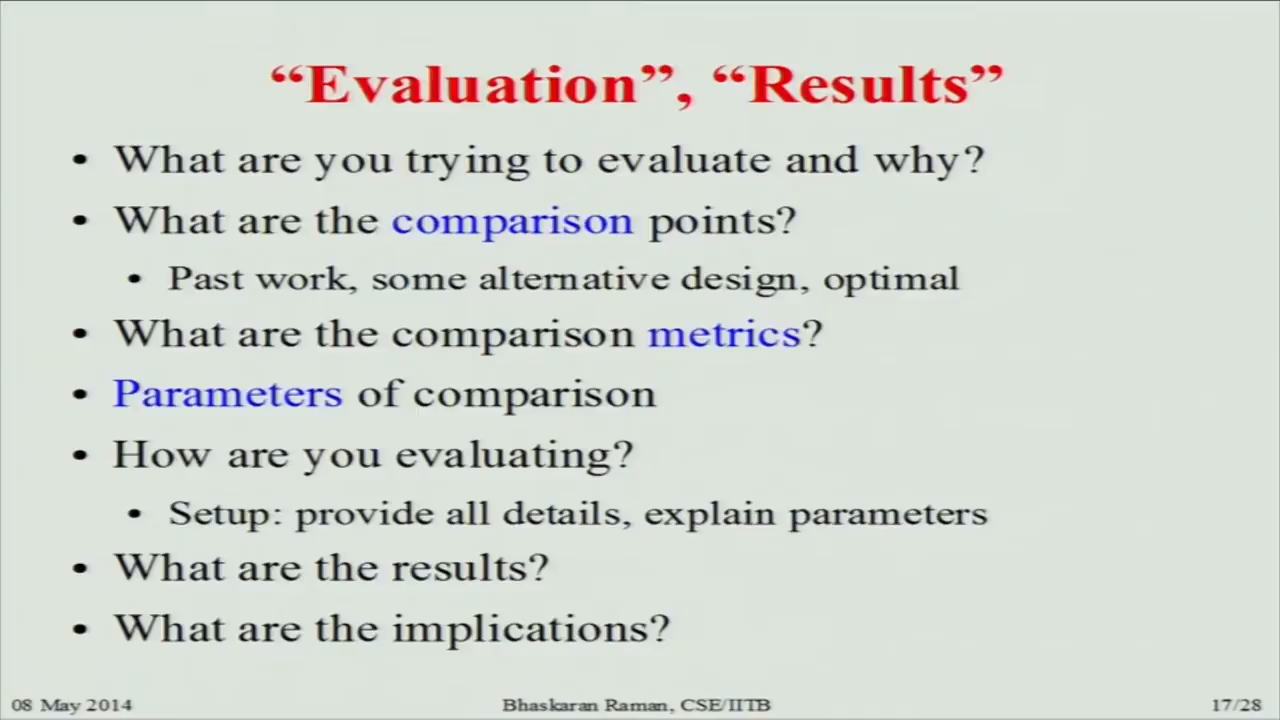 “Evaluation”, “Results”
• What are you trying to evaluate and why?
• What are the comparison points?
• Past work, some alternative design, optimal
• What are the comparison metrics?
• Parameters of comparison
• How are you evaluating?
• Setup: provide all details, explain parameters
• What are the results?
• What are the implications?
08 May 2014
Bhaskaran Raman, CSE/IITB
17/28